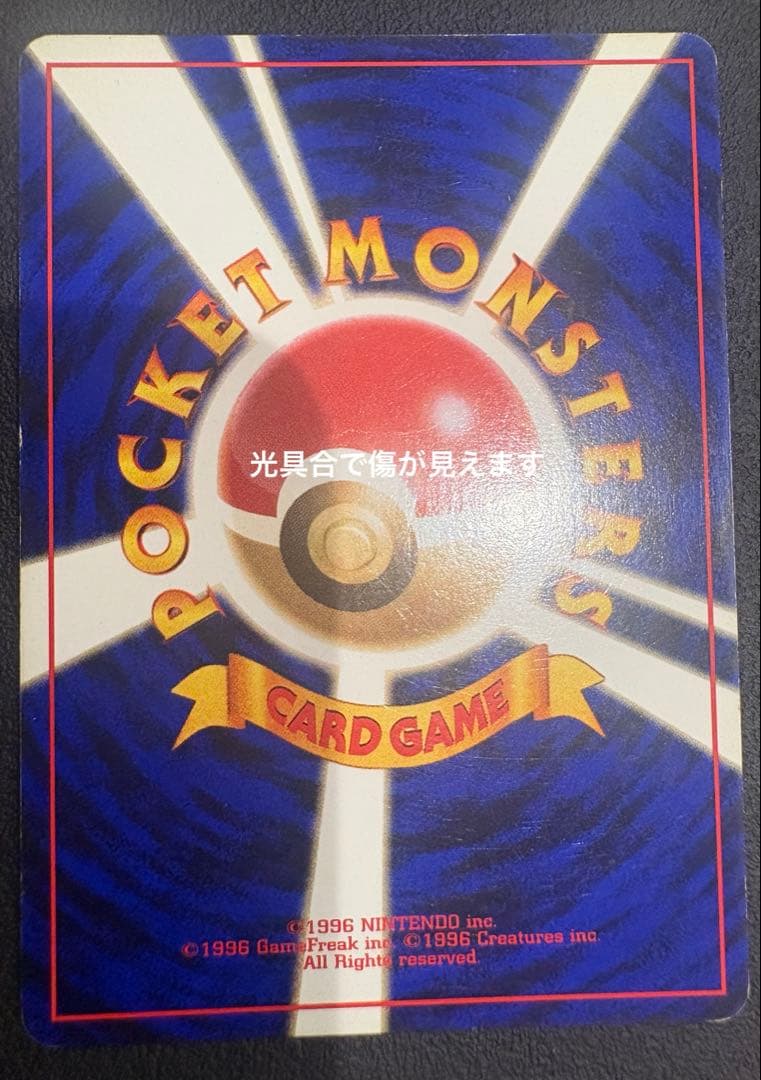 POCKET MONSTERS
光具合で傷が見えます
CARD GAME
©1996 NINTENDO inc.
©1996 GameFreak inc. ©1996 Creatures inc.
All Rights reserved.